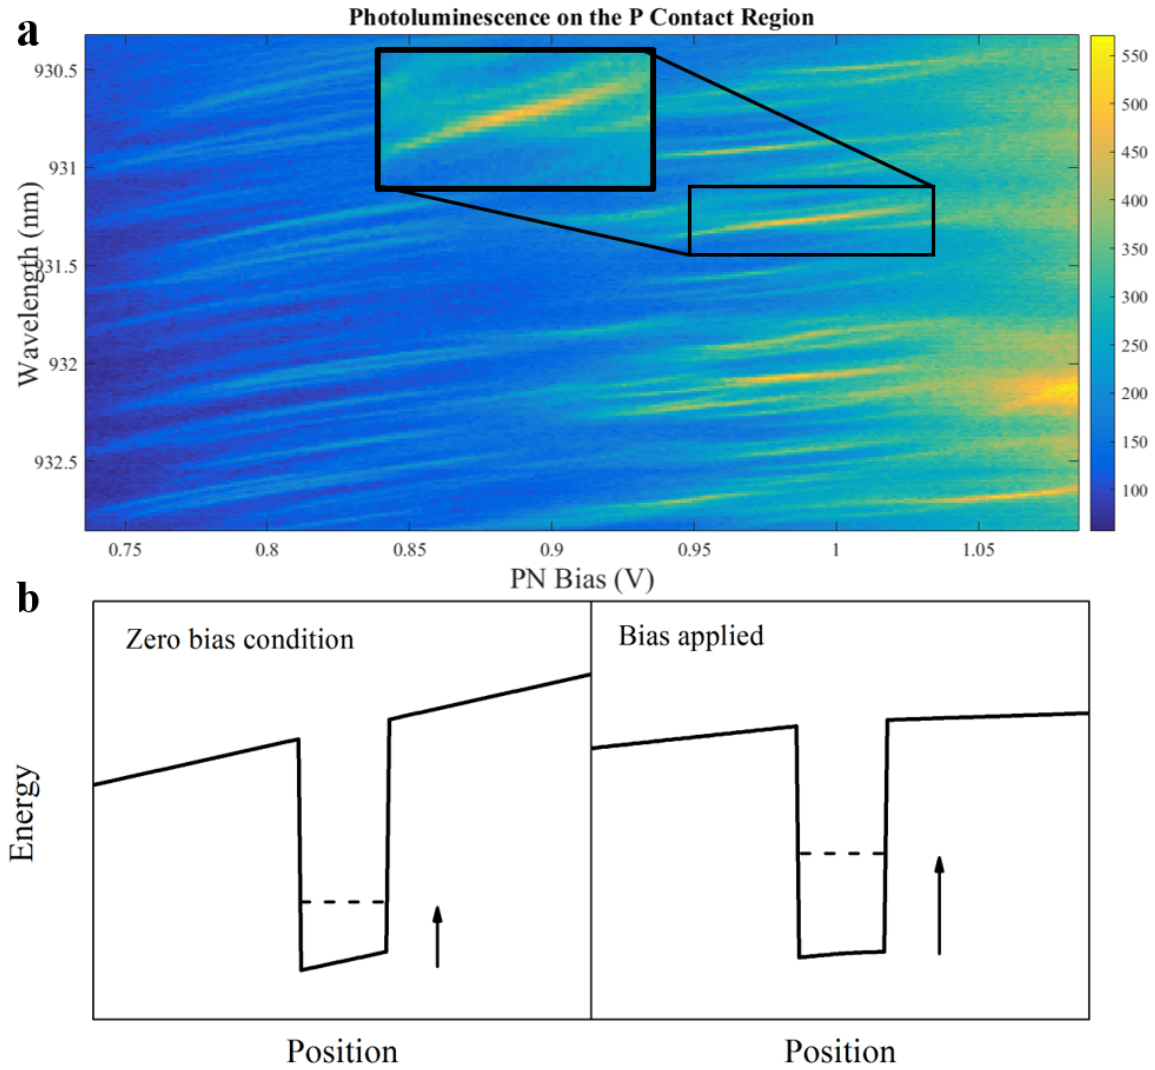 a
Photoluminescence on the P Contact Region
Wavelength (nm)
930.5
931
931.5
932
932.5
0.75
0.8
0.85
0.9
0.95
1
1.05
PN Bias (V)
550
500
450
400
350
300
250
200
150
100
b
Zero bias condition
Bias applied
Energy
Position
Position